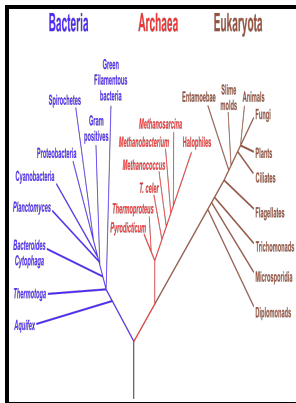 Bacteria
Archaea
Eukaryota
Green
Filamentous
bacteria
Spirochetes
Gram
positives
Proteobacteria
Cyanobacteria
Planctomyces
Bacteroides
Cytophaga
Thermotoga
Aquifex
Methanosarcina
Methanobacterium
Halophiles
Methanococcus
T. celer
Thermoproteus
Pyrodicticum
Entamoebae
Slime
molds
Animals
Fungi
Plants
Ciliates
Flagellates
Trichomonads
Microsporidia
Diplomonads